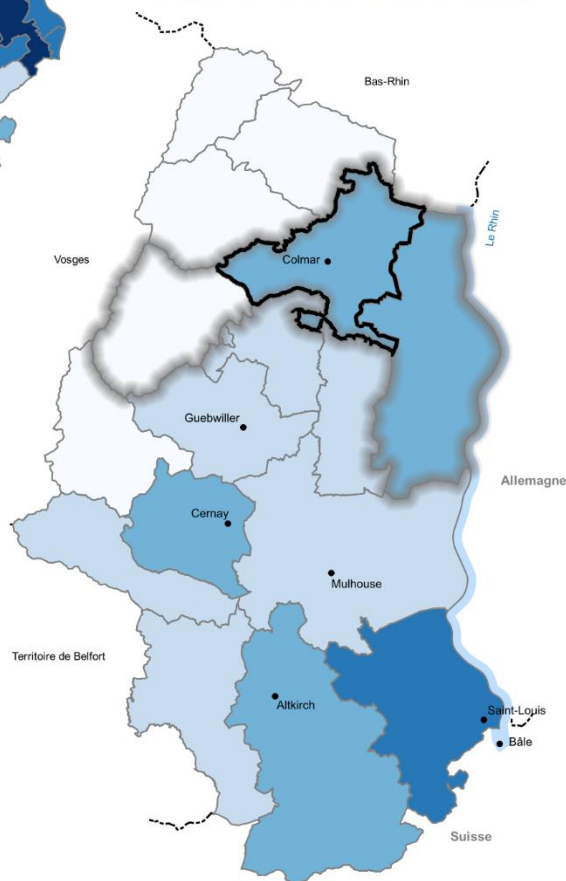 Bas-Rhin
Le Rhin
Vosges
Colmar
Guebwiller
Allemagne
Cernay
Mulhouse
Territoire de Belfort
Altkirch
Saint-Louis
Bâle
Suisse